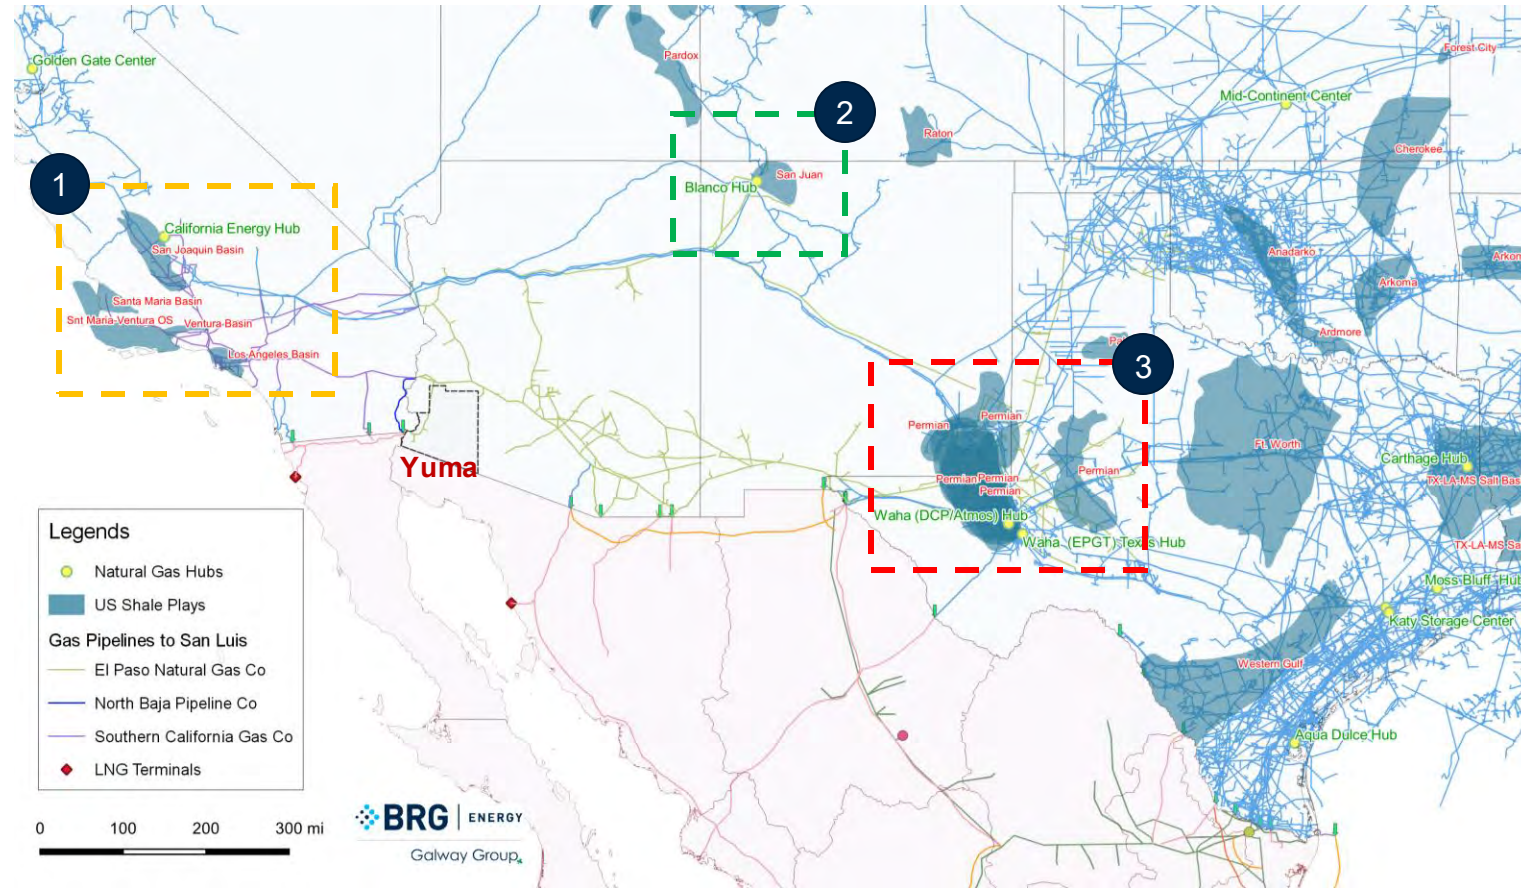 Golden Gate Center
Pardox
Forest City
Mid-Continent Center
2
Raton
Cherokee
1
San Juan
Blanco Hub
California Energy Hub
San Joaquin Basin
Anadarko
Arkoma
Santa Maria Basin
Snt Maria-Ventura OS
Ventura Basin
Ardmore
Los Angeles Basin
3
Permian
Permian
Ft. Worth
Yuma
Permian
Permian
Permian
Permian
Carthage Hub
Waha (DCP/Atmos) Hub
Waha (EPGT) Texas Hub
Moss Bluff Hub
Katy Storage Center
Western Gulf
Aqua Dulce Hub
Legends
Natural Gas Hubs
US Shale Plays
Gas Pipelines to San Luis
El Paso Natural Gas Co
North Baja Pipeline Co
Southern California Gas Co
LNG Terminals
0 100 200 300 mi
BRG | ENERGY
Galway Group